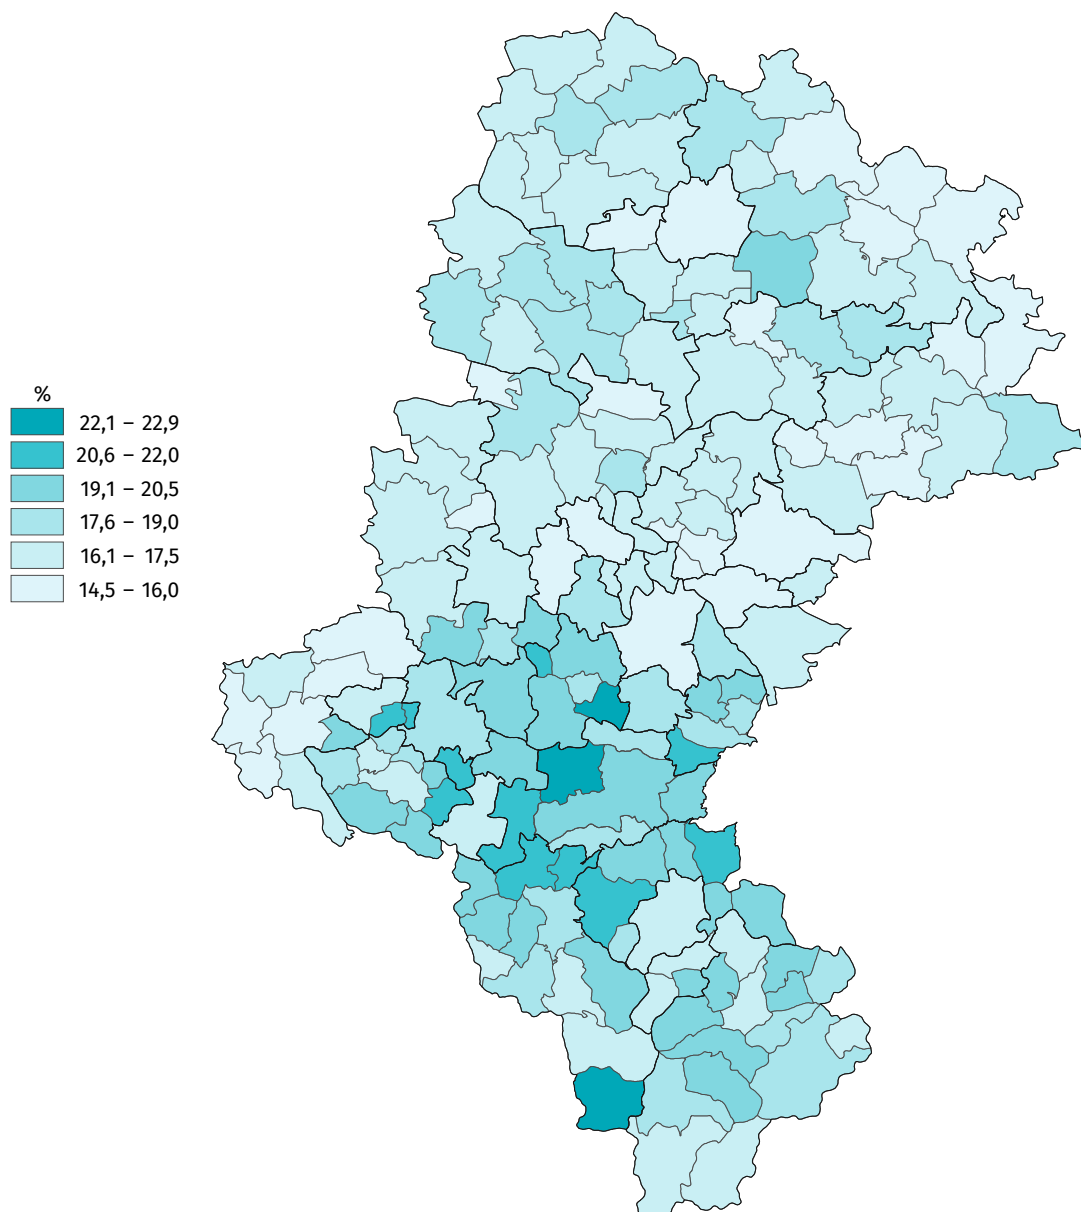 %
22,1 – 22,9
20,6 – 22,0
19,1 – 20,5
17,6 – 19,0
16,1 – 17,5
14,5 – 16,0